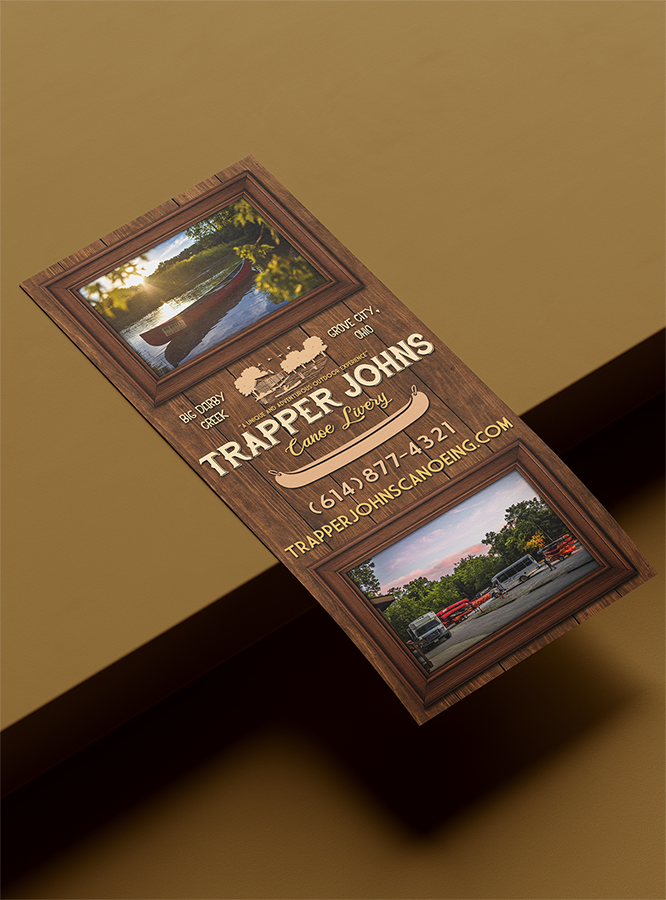 GROVE CITY,
OHIO
BIG DARBY
CREEK
"A UNIQUE AND ADVENTUROUS OUTDOOR EXPERIENCE"
TRAPPER JOHNS
Canoe Livery
(614)877-4321
TRAPPERJOHNSCANOEING.COM